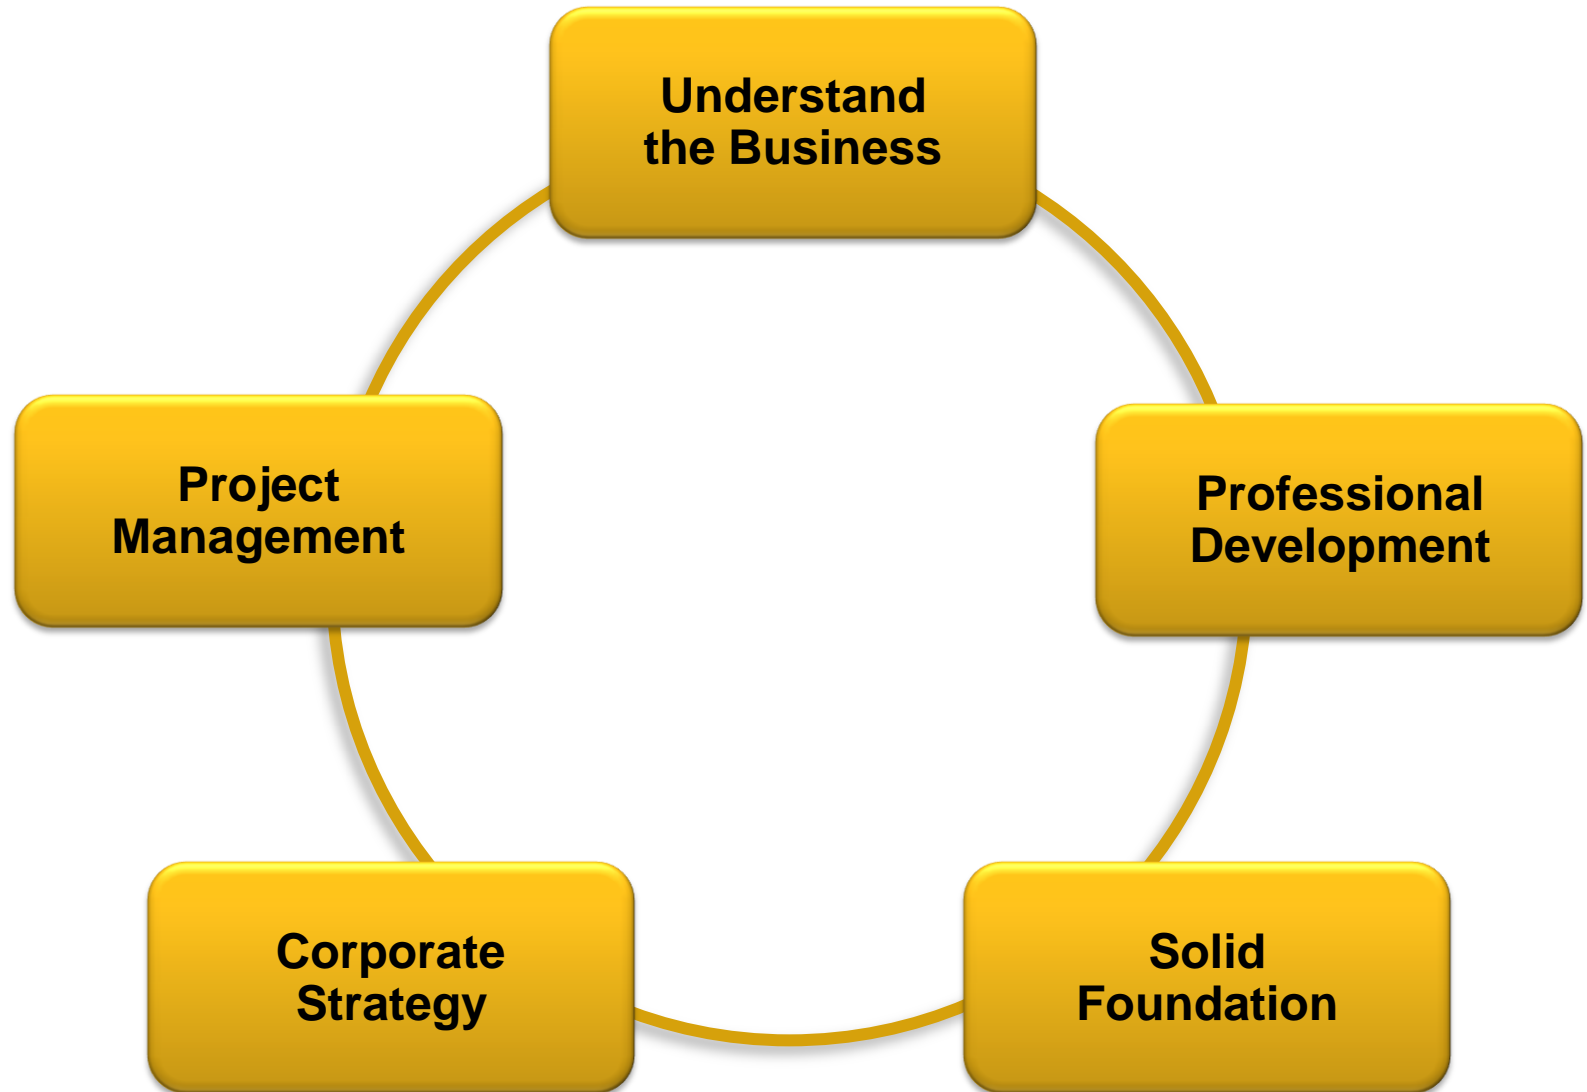 Understand
the Business
Professional
Development
Solid
Foundation
Corporate
Strategy
Project
Management